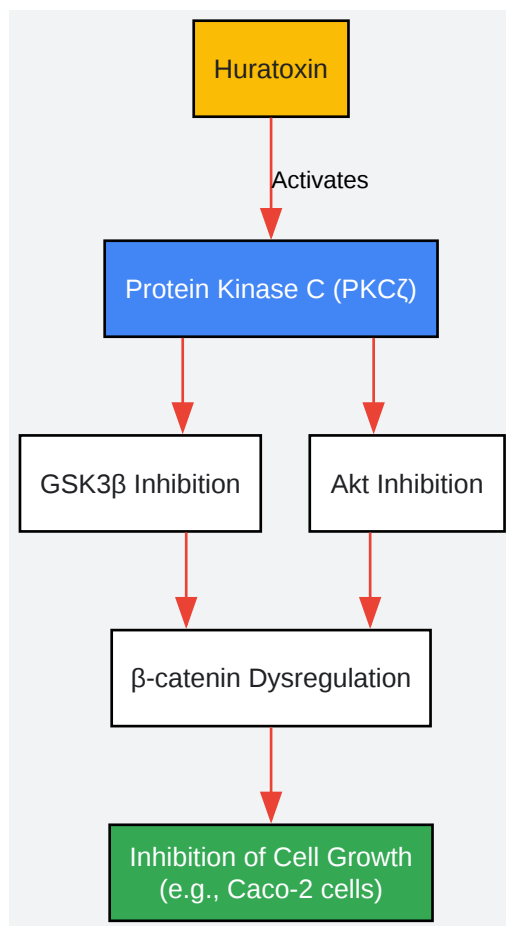 Huratoxin
Activates
Protein Kinase C (PKCζ)
GSK3β Inhibition
Akt Inhibition
β-catenin Dysregulation
Inhibition of Cell Growth
(e.g., Caco-2 cells)